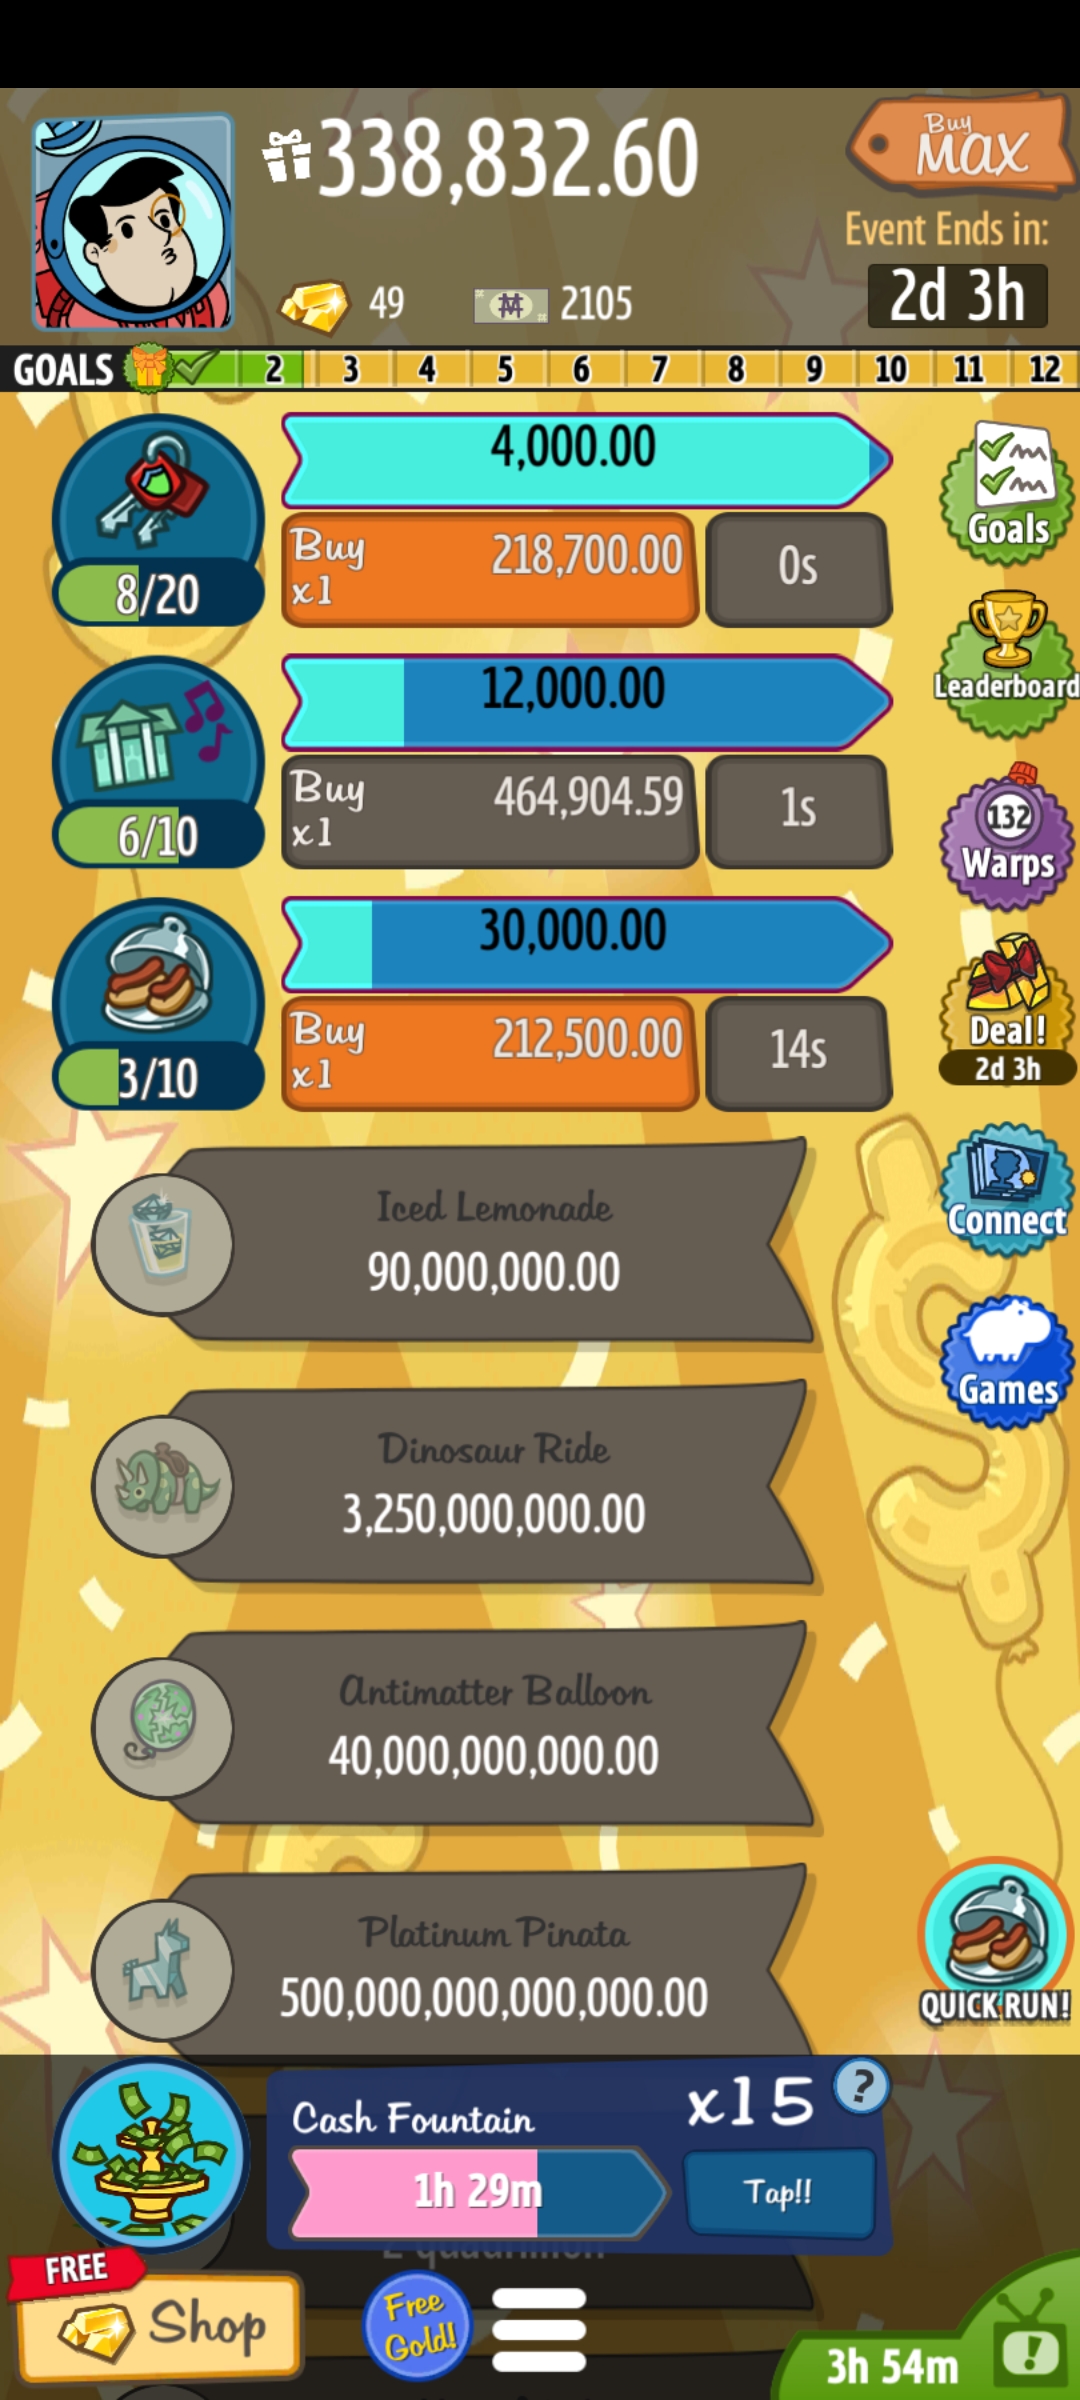 338,832.60
Buy
MAX
Event Ends in:
49
2105
2d 3h
GOALS 2 3 4 5 6 7 8 9 10 11 12
4,000.00
Buy
x1
218,700.00
0s
8/20
Goals
12,000.00
Buy
x1
464,904.59
1s
6/10
Leaderboard
132
Warps
30,000.00
Buy
x1
212,500.00
14s
3/10
Deal!
2d 3h
Iced Lemonade
90,000,000.00
Connect
Games
Dinosaur Ride
3,250,000,000.00
Antimatter Balloon
40,000,000,000.00
Platinum Pinata
500,000,000,000,000.00
QUICK RUN!
Cash Fountain
x15
?
1h 29m
Tap!!
FREE
Shop
Free
Gold!
3h 54m
!